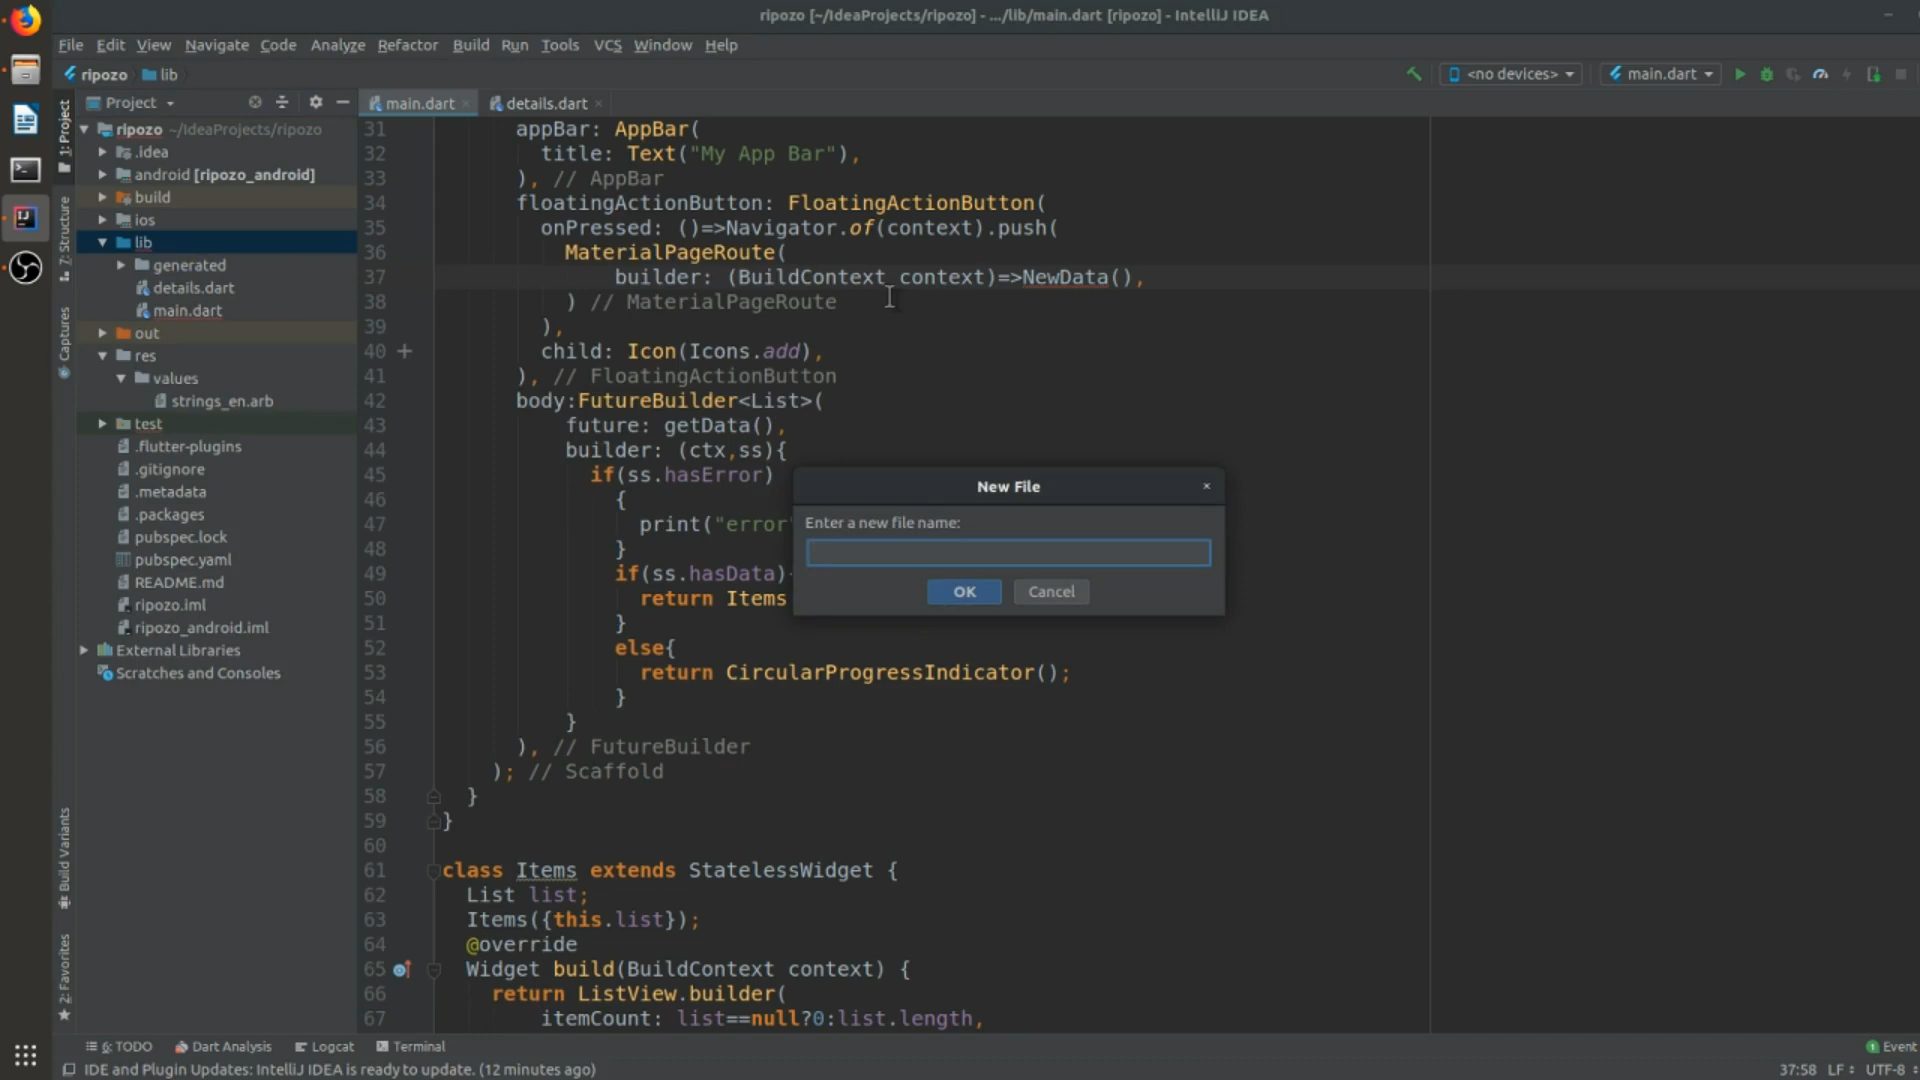 ripozo [~/IdeaProjects/ripozo] - .../lib/main.dart [ripozo] - IntelliJ IDEA
File Edit View Navigate Code Analyze Refactor Build Run Tools VCS Window Help
ripozo lib <no devices> main.dart
Project main.dart details.dart
1: Project
7: Structure
Captures
Build Variants
2: Favorites
ripozo ~/IdeaProjects/ripozo
.idea
android [ripozo_android]
build
ios
lib
generated
details.dart
main.dart
out
res
values
strings_en.arb
test
.flutter-plugins
.gitignore
.metadata
.packages
pubspec.lock
pubspec.yaml
README.md
ripozo.iml
ripozo_android.iml
External Libraries
Scratches and Consoles
31 appBar: AppBar(
32 title: Text("My App Bar"),
33 ), // AppBar
34 floatingActionButton: FloatingActionButton(
35 onPressed: ()=>Navigator.of(context).push(
36 MaterialPageRoute(
37 builder: (BuildContext context)=>NewData(),
38 ) // MaterialPageRoute
39 ),
40 child: Icon(Icons.add),
41 ), // FloatingActionButton
42 body:FutureBuilder<List>(
43 future: getData(),
44 builder: (ctx,ss){
45 if(ss.hasError)
46 {
47 print("error"
48 }
49 if(ss.hasData)
50 return Items
51 }
52 else{
53 return CircularProgressIndicator();
54 }
55 }
56 ), // FutureBuilder
57 ); // Scaffold
58 }
59 }
60
61 class Items extends StatelessWidget {
62 List list;
63 Items({this.list});
64 @override
65 Widget build(BuildContext context) {
66 return ListView.builder(
67 itemCount: list==null?0:list.length,
New File
Enter a new file name:
OK Cancel
6: TODO Dart Analysis Logcat Terminal 1 Event
IDE and Plugin Updates: IntelliJ IDEA is ready to update. (12 minutes ago) 37:58 LF UTF-8